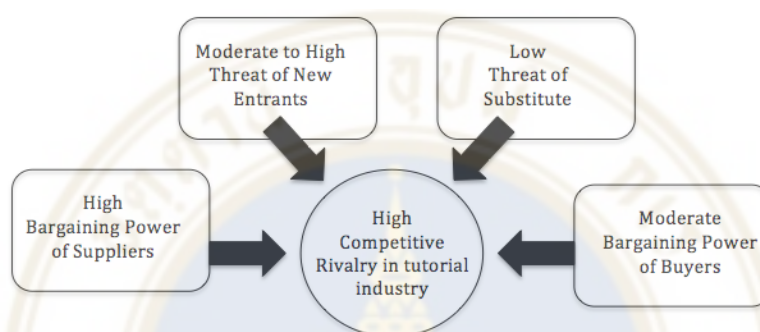 Moderate to High
Threat of New
Entrants
Low
Threat of
Substitute
High
Bargaining Power
of Suppliers
High
Competitive
Rivalry in tutorial
industry
Moderate
Bargaining Power
of Buyers